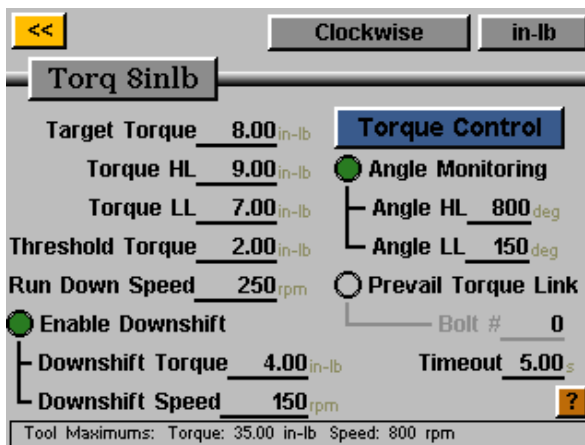 << Clockwise in-lb
Torq 8inlb
Target Torque 8.00 in-lb Torque Control
Torque HL 9.00 in-lb Angle Monitoring
Torque LL 7.00 in-lb Angle HL 800 deg
Threshold Torque 2.00 in-lb Angle LL 150 deg
Run Down Speed 250 rpm Prevail Torque Link
Enable Downshift Bolt # 0
Downshift Torque 4.00 in-lb Timeout 5.00 s
Downshift Speed 150 rpm ?
Tool Maximums: Torque: 35.00 in-lb Speed: 800 rpm